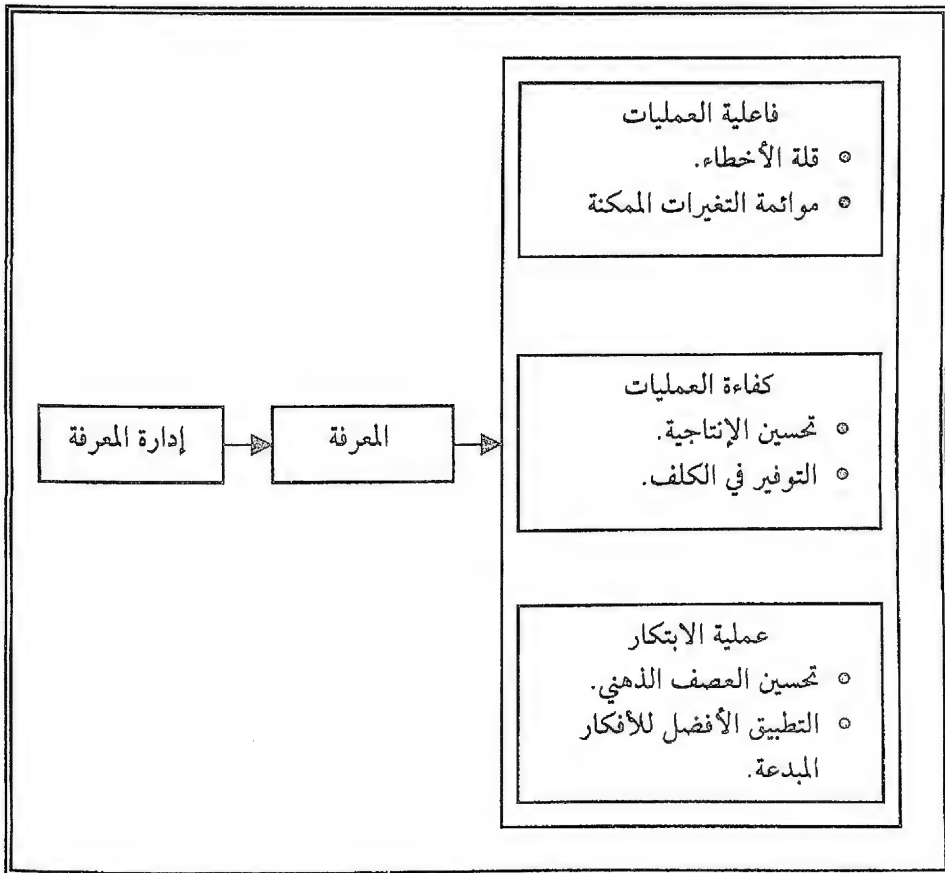 فاعلية العمليات
• قلة الأخطاء.
• موائمة التغيرات الممكنة
كفاءة العمليات
• تحسين الإنتاجية.
• التوفير في الكلف.
إدارة المعرفة
المعرفة
عملية الابتكار
• تحسين العصف الذهني.
• التطبيق الأفضل للأفكار
المبدعة.